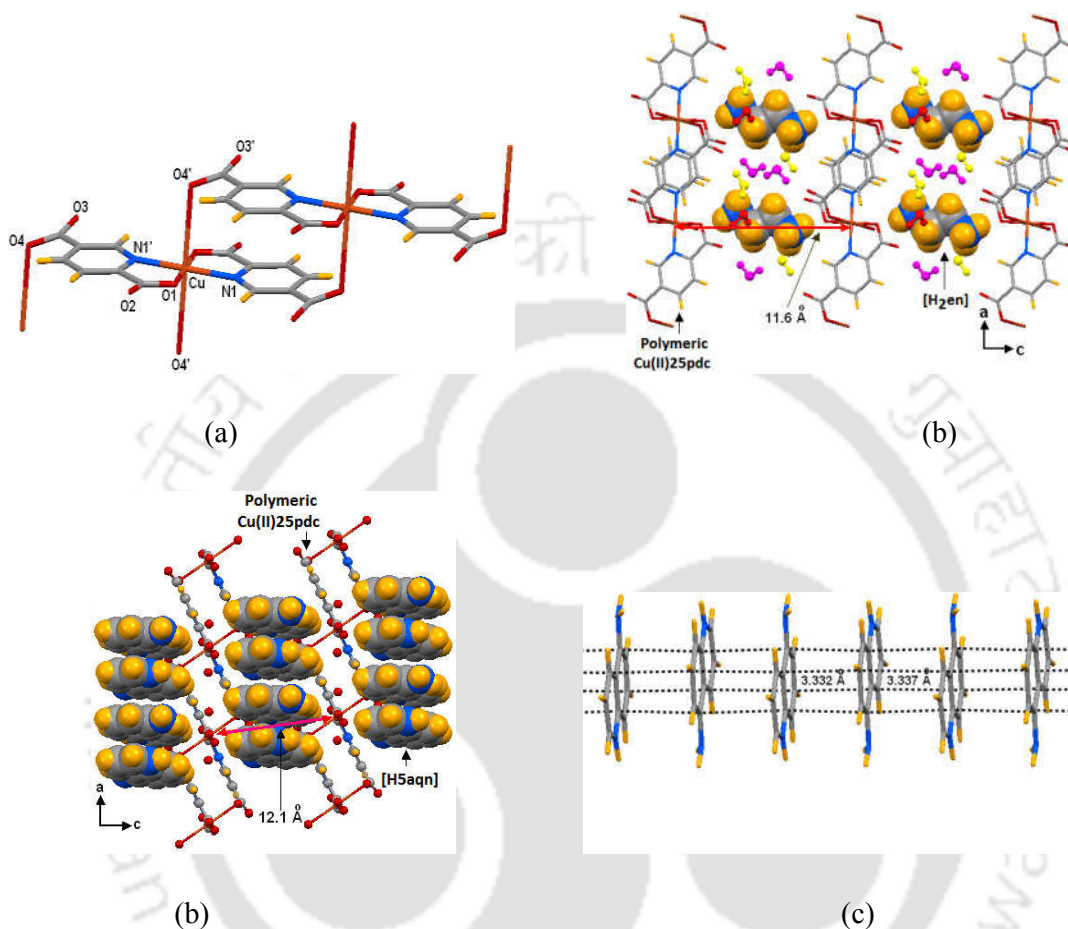 O3'
O4'
O3
O4
N1'
Cu
O2
O1
N1
O4'
(a)
[H2en]
11.6 Å
a
c
Polymeric
Cu(II)25pdc
(b)
Polymeric
Cu(II)25pdc
[H5aqn]
a
c
12.1 Å
(b)
3.332 Å
3.337 Å
(c)